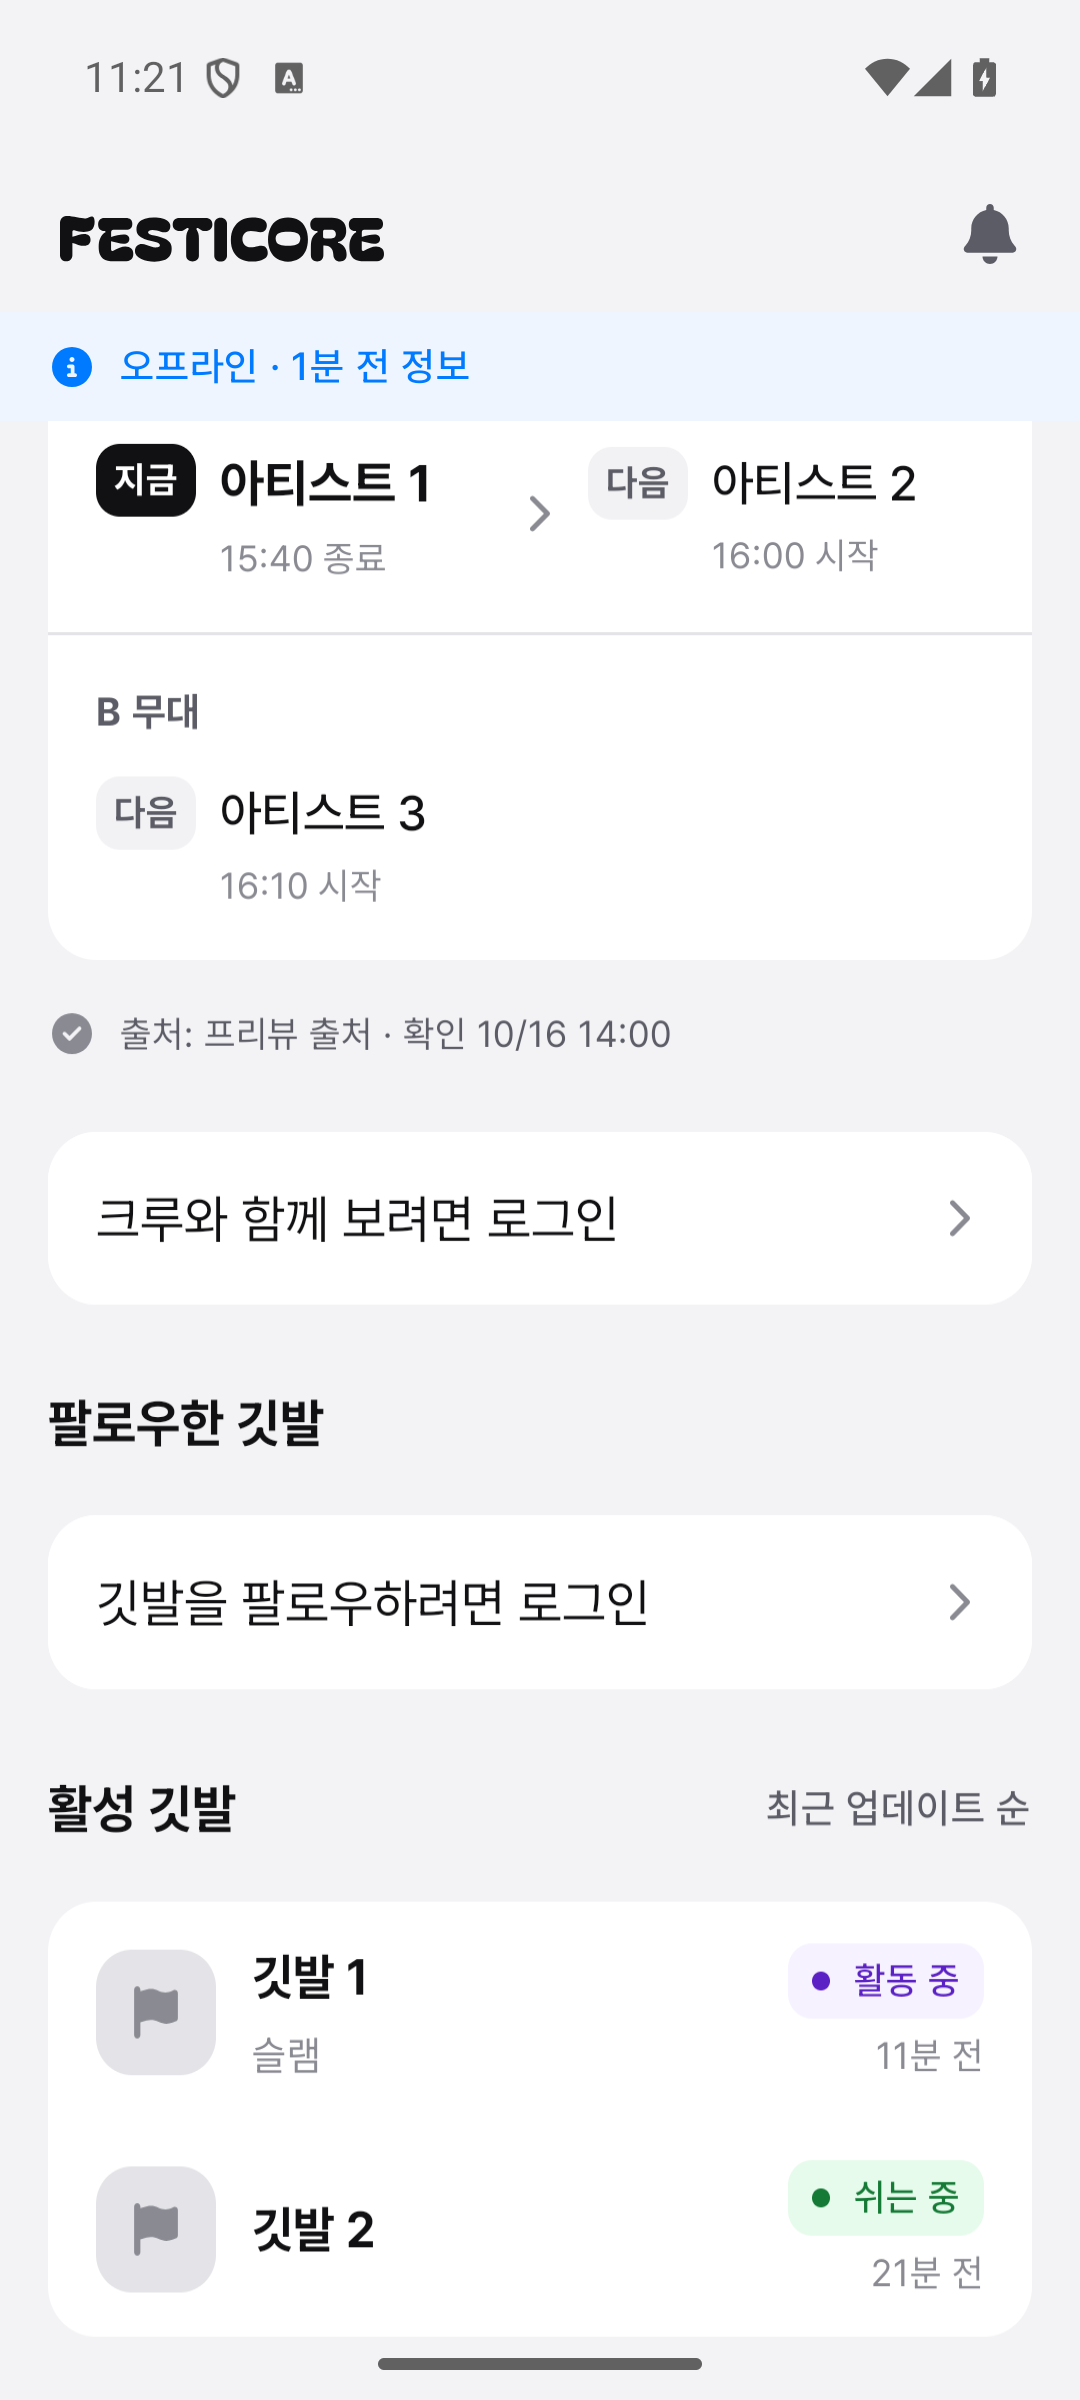 11:21
FESTICORE
오프라인 · 1분 전 정보
지금 아티스트 1
15:40 종료
다음 아티스트 2
16:00 시작
B 무대
다음 아티스트 3
16:10 시작
출처: 프리뷰 출처 · 확인 10/16 14:00
크루와 함께 보려면 로그인
팔로우한 깃발
깃발을 팔로우하려면 로그인
활성 깃발
최근 업데이트 순
깃발 1
슬램
활동 중
11분 전
깃발 2
쉬는 중
21분 전